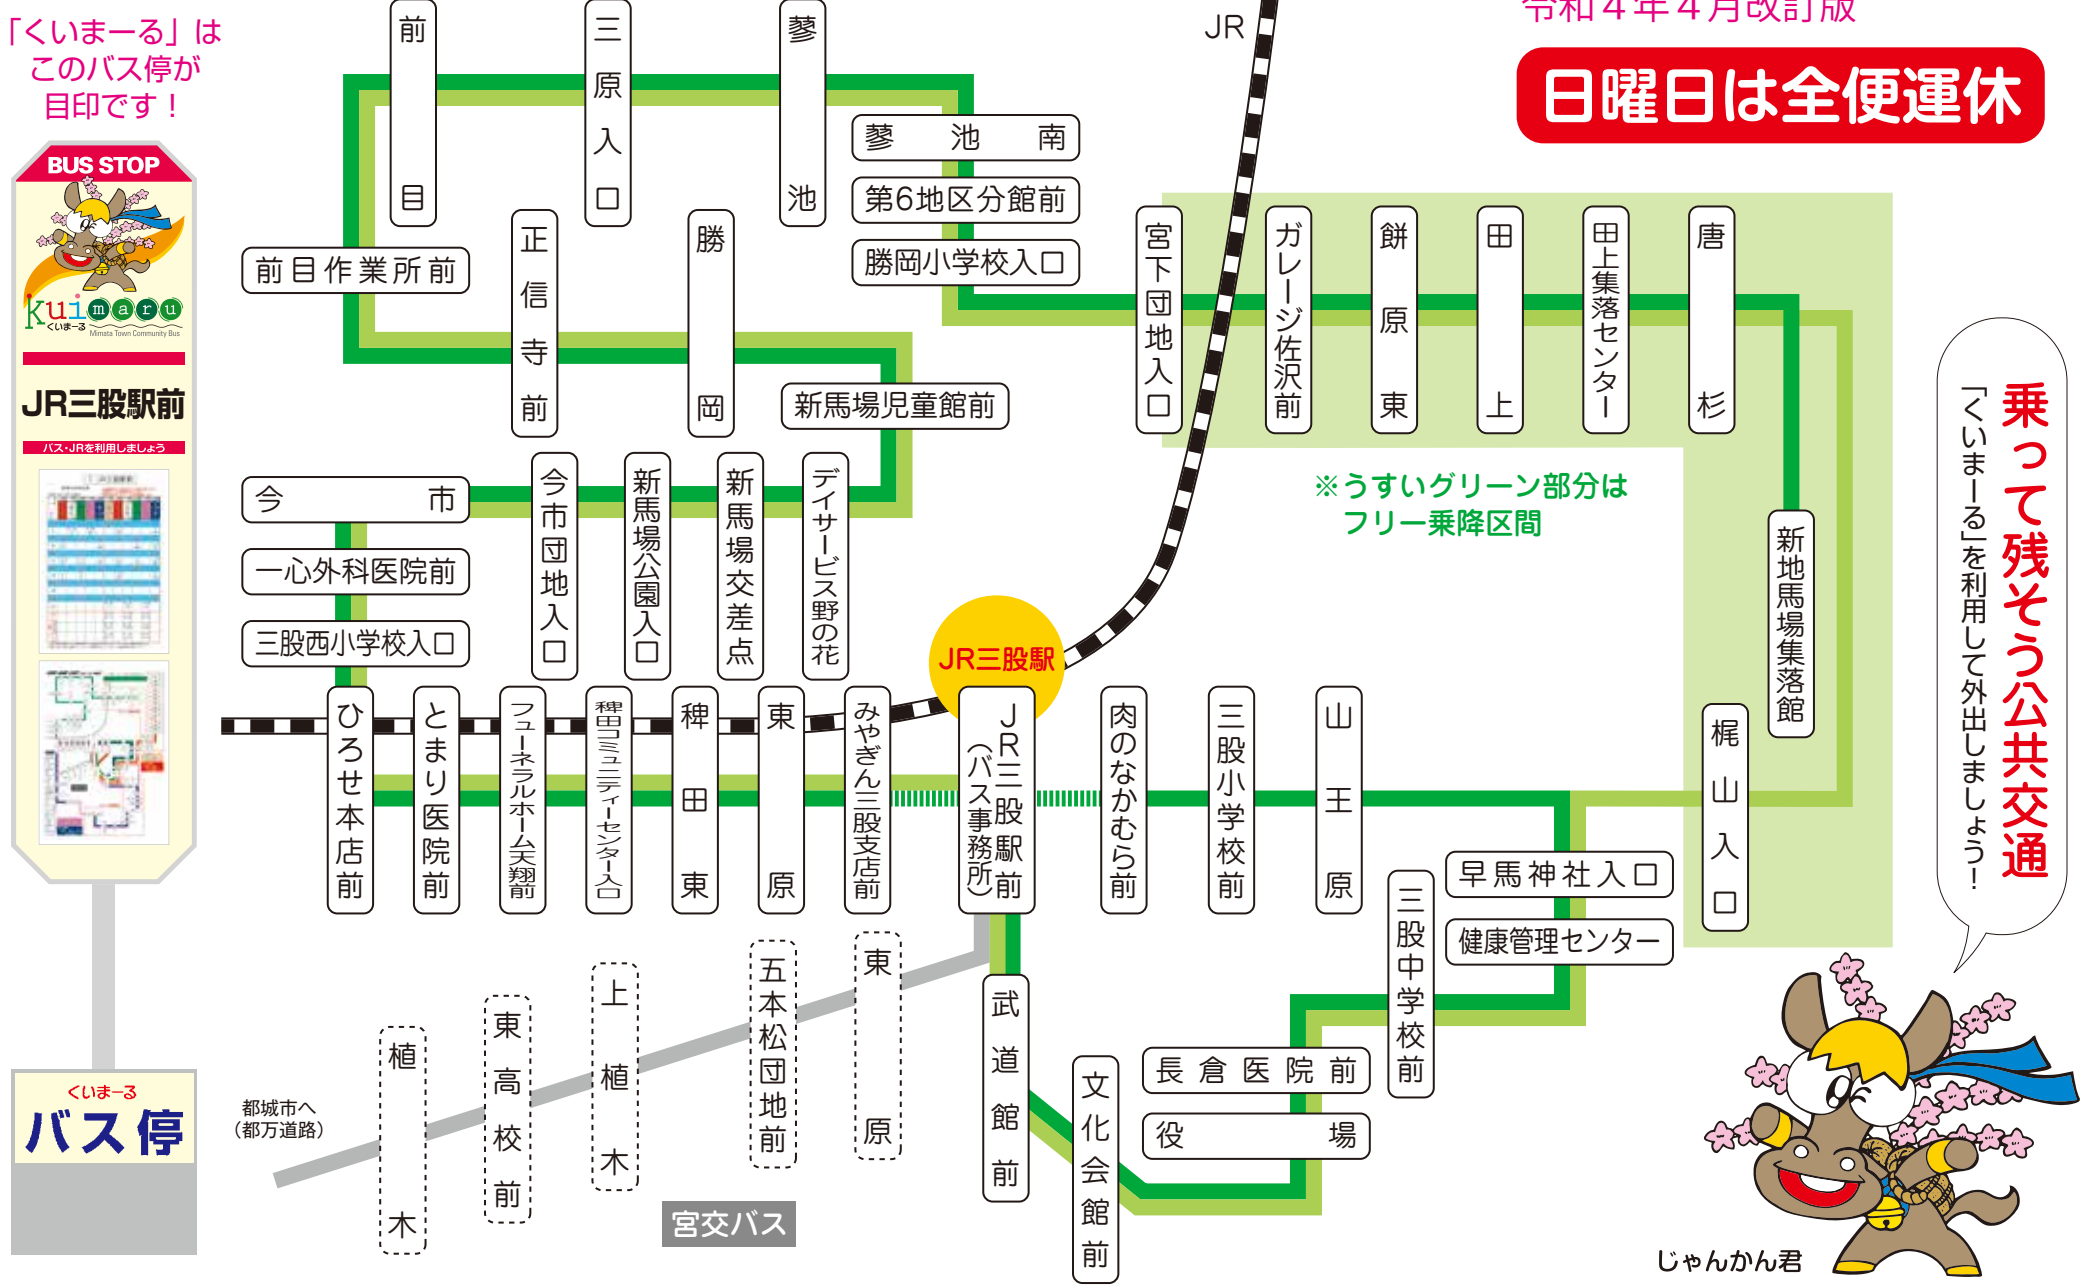 「くいまーる」は
このバス停が
目印です！
BUS STOP
kuimaru
くいまーる
Mimata Town Community Bus
JR三股駅前
バス・JRを利用しましょう
くいまーる
バス停
令和４年４月改訂版
日曜日は全便運休
JR
前目
三原入口
蓼池
蓼池南
第6地区分館前
勝岡小学校入口
前目作業所前
正信寺前
勝岡
新馬場児童館前
宮下団地入口
ガレージ佐沢前
餅原東
田上
田上集落センター
唐杉
※うすいグリーン部分は
フリー乗降区間
新地馬場集落館
梶山入口
今市
一心外科医院前
三股西小学校入口
今市団地入口
新馬場公園入口
新馬場交差点
デイサービス野の花
JR三股駅
ひろせ本店前
とまり医院前
フューネラルホーム天翔前
稗田コミュニティーセンター入口
稗田東
東原
みやぎん三股支店前
JR三股駅前
（バス事務所）
肉のなかむら前
三股小学校前
山王原
早馬神社入口
健康管理センター
三股中学校前
長倉医院前
役場
武道館前
文化会館前
東原
五本松団地前
上植木
東高校前
植木
都城市へ
（都万道路）
宮交バス
乗って残そう公共交通
「くいまーる」を利用して外出しましょう！
じゃんかん君